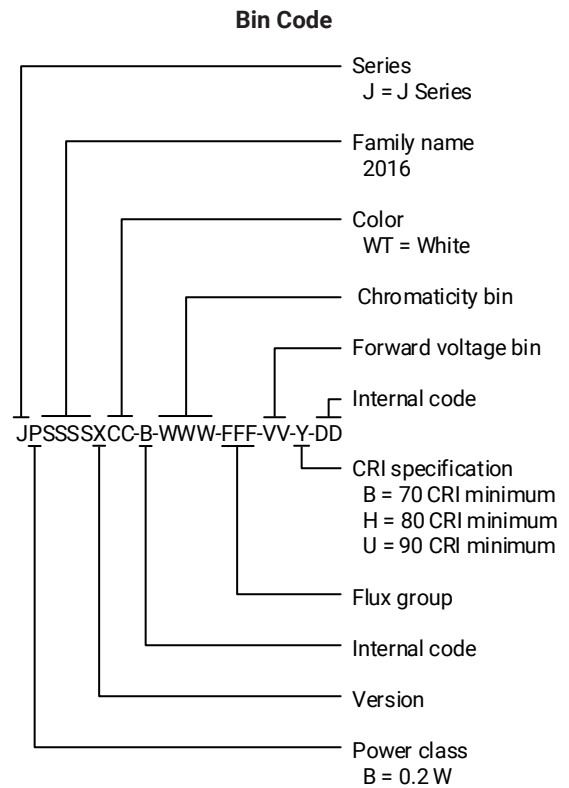 Bin Code
Series
J = J Series
Family name
2016
Color
WT = White
Chromaticity bin
Forward voltage bin
Internal code
JPSSSSXCC-B-WWW-FFF-VV-Y-DD
CRI specification
B = 70 CRI minimum
H = 80 CRI minimum
U = 90 CRI minimum
Flux group
Internal code
Version
Power class
B = 0.2 W